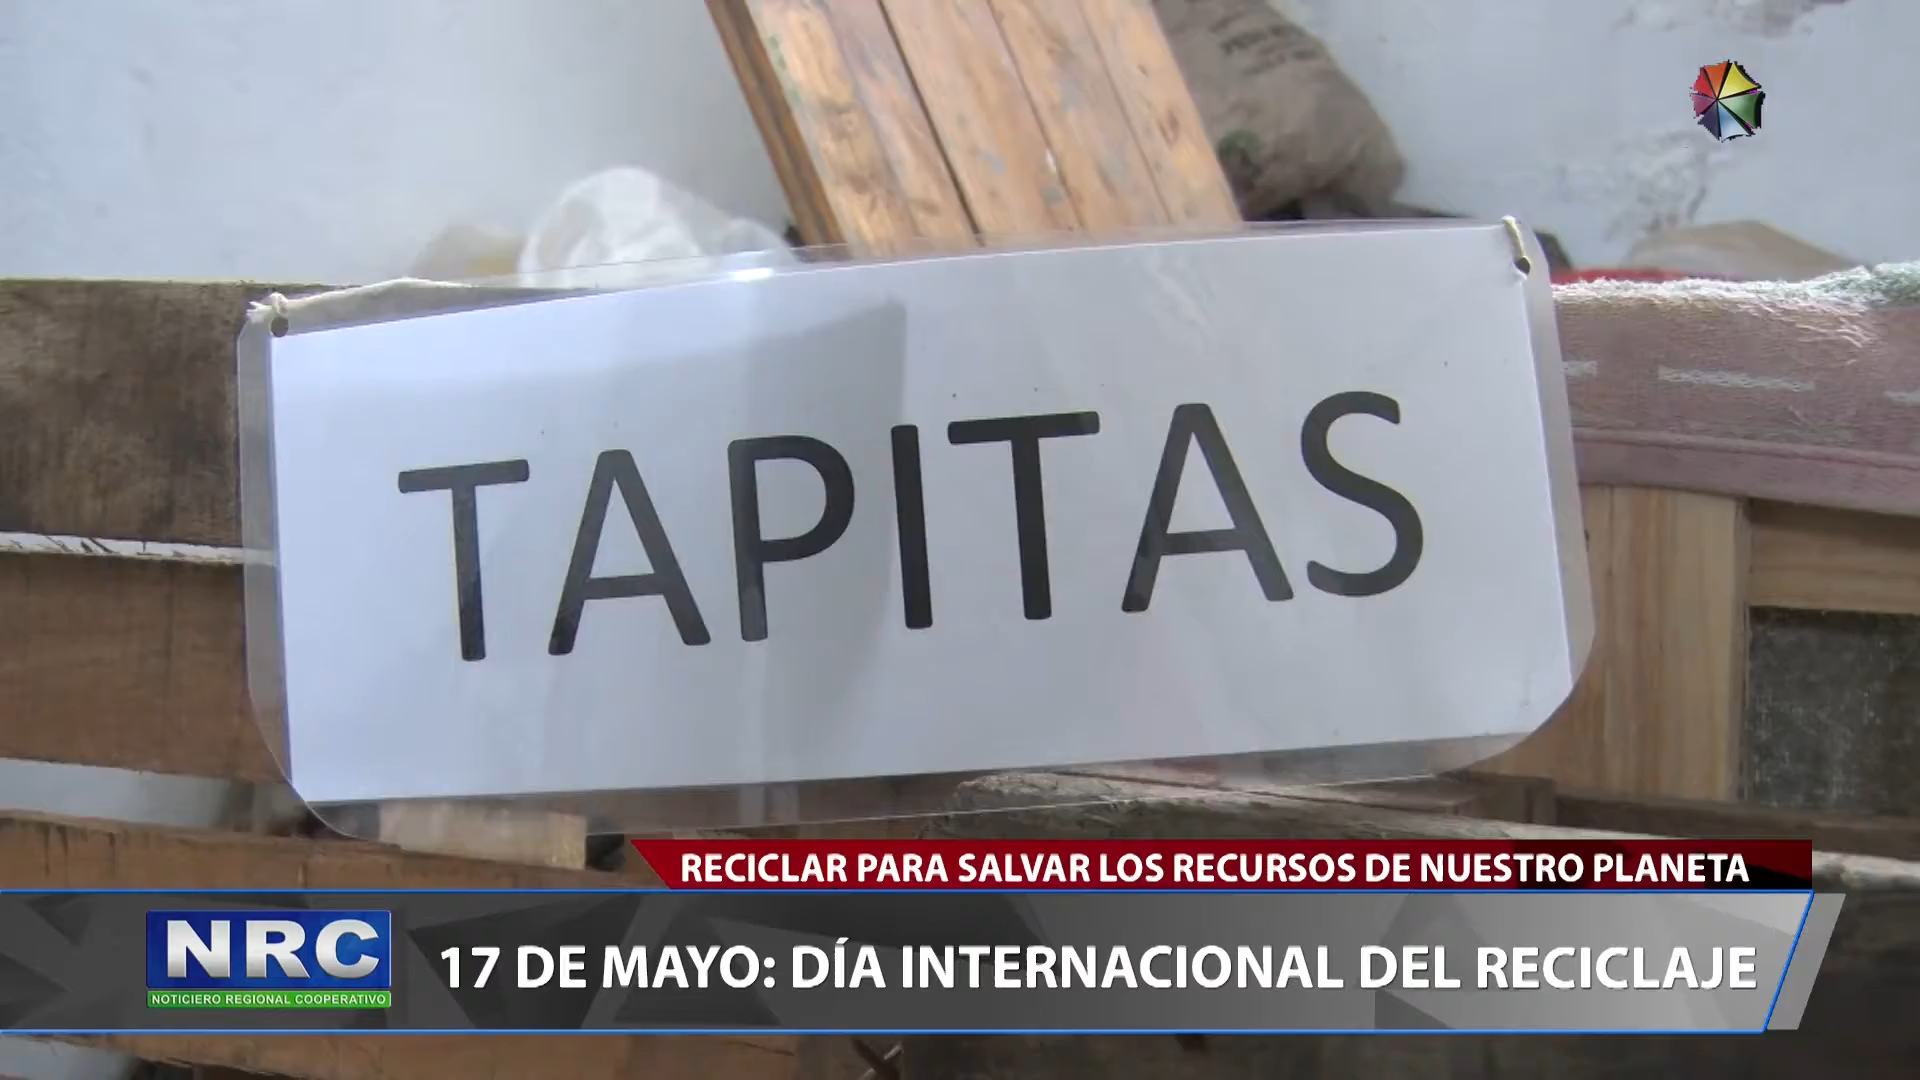 TAPITAS
RECICLAR PARA SALVAR LOS RECURSOS DE NUESTRO PLANETA
NRC
NOTICIERO REGIONAL COOPERATIVO
17 DE MAYO: DÍA INTERNACIONAL DEL RECICLAJE